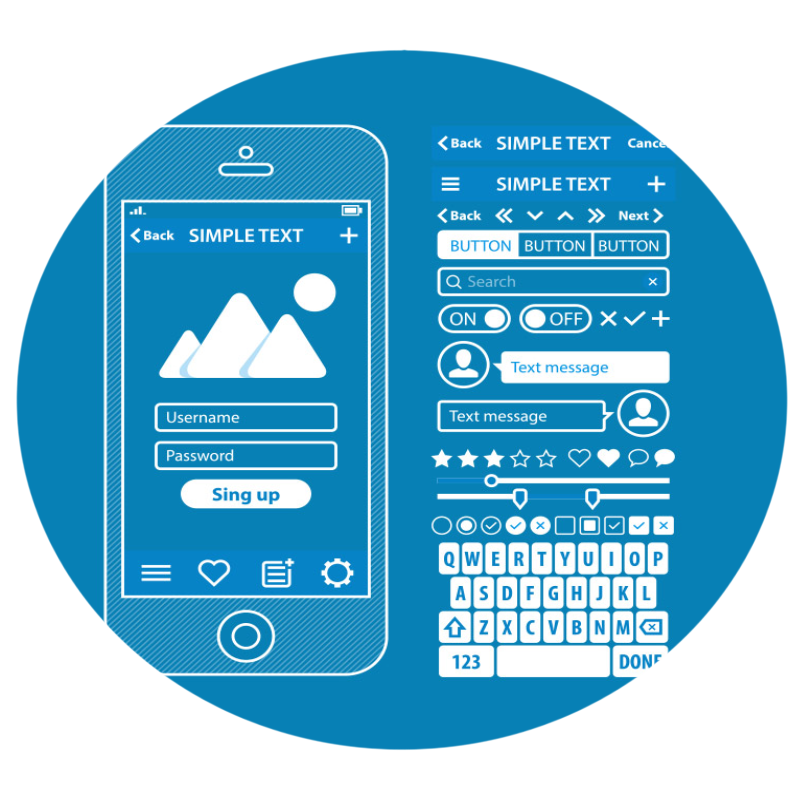 Back SIMPLE TEXT
Username
Password
Sing up
Back SIMPLE TEXT Cance
SIMPLE TEXT
Back Next
BUTTON BUTTON BUTTON
Search
ON OFF
Text message
Text message
Q W E R T Y U I O P
A S D F G H J K L
Z X C V B N M
123 DONE